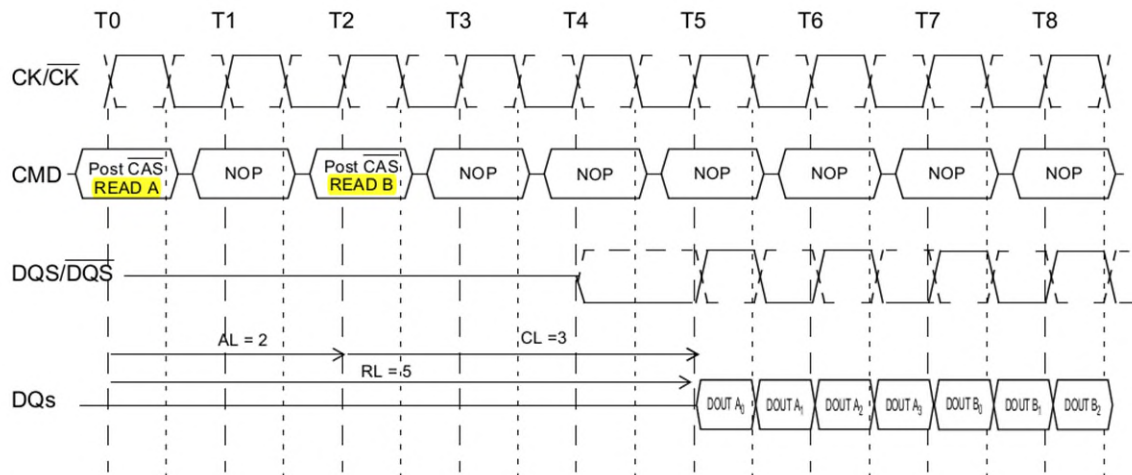 T0 T1 T2 T3 T4 T5 T6 T7 T8
CK/CK
CMD
Post CAS
READ A
NOP
Post CAS
READ B
NOP
NOP
NOP
NOP
NOP
NOP
DQS/DQS
AL = 2
CL =3
RL = 5
DQs
DOUT A0
DOUT A1
DOUT A2
DOUT A3
DOUT B0
DOUT B1
DOUT B2